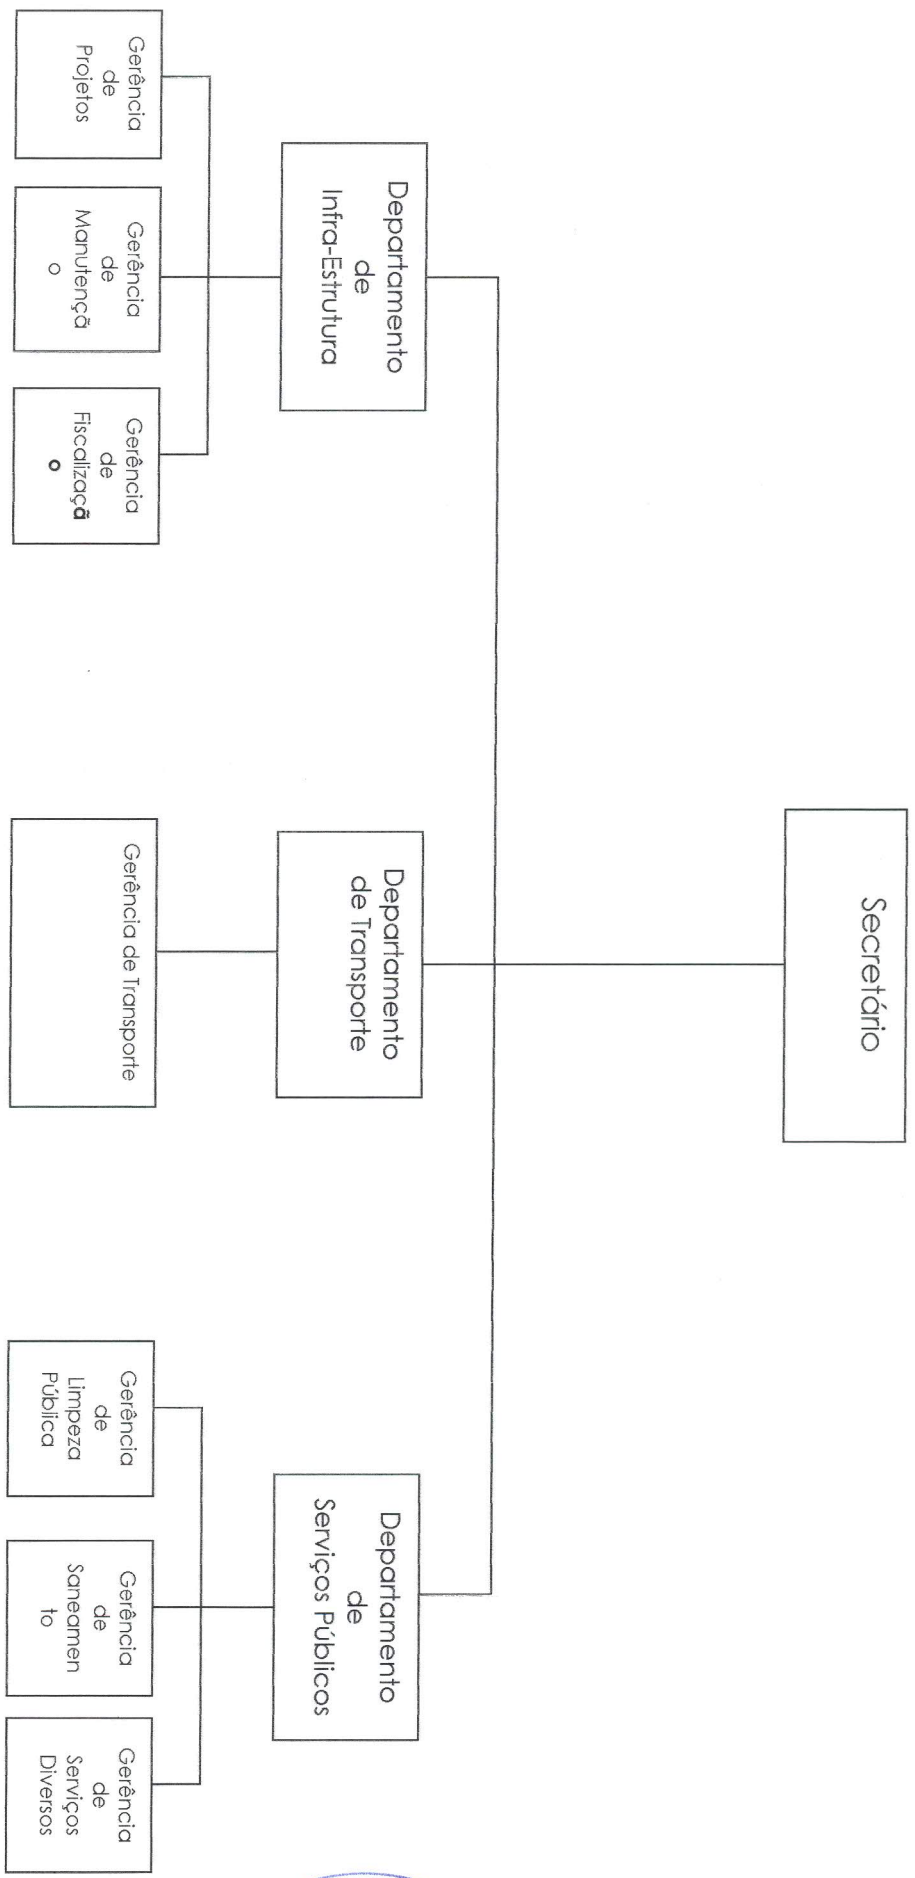 Secretário
Departamento
de
Infra-Estrutura
Departamento
de Transporte
Departamento
de
Serviços Públicos
Gerência
de
Projetos
Gerência
de
Manutençã
o
Gerência
de
Fiscalizaçã
o
Gerência de Transporte
Gerência
de
Limpeza
Pública
Gerência
de
Saneamen
to
Gerência
de
Serviços
Diversos